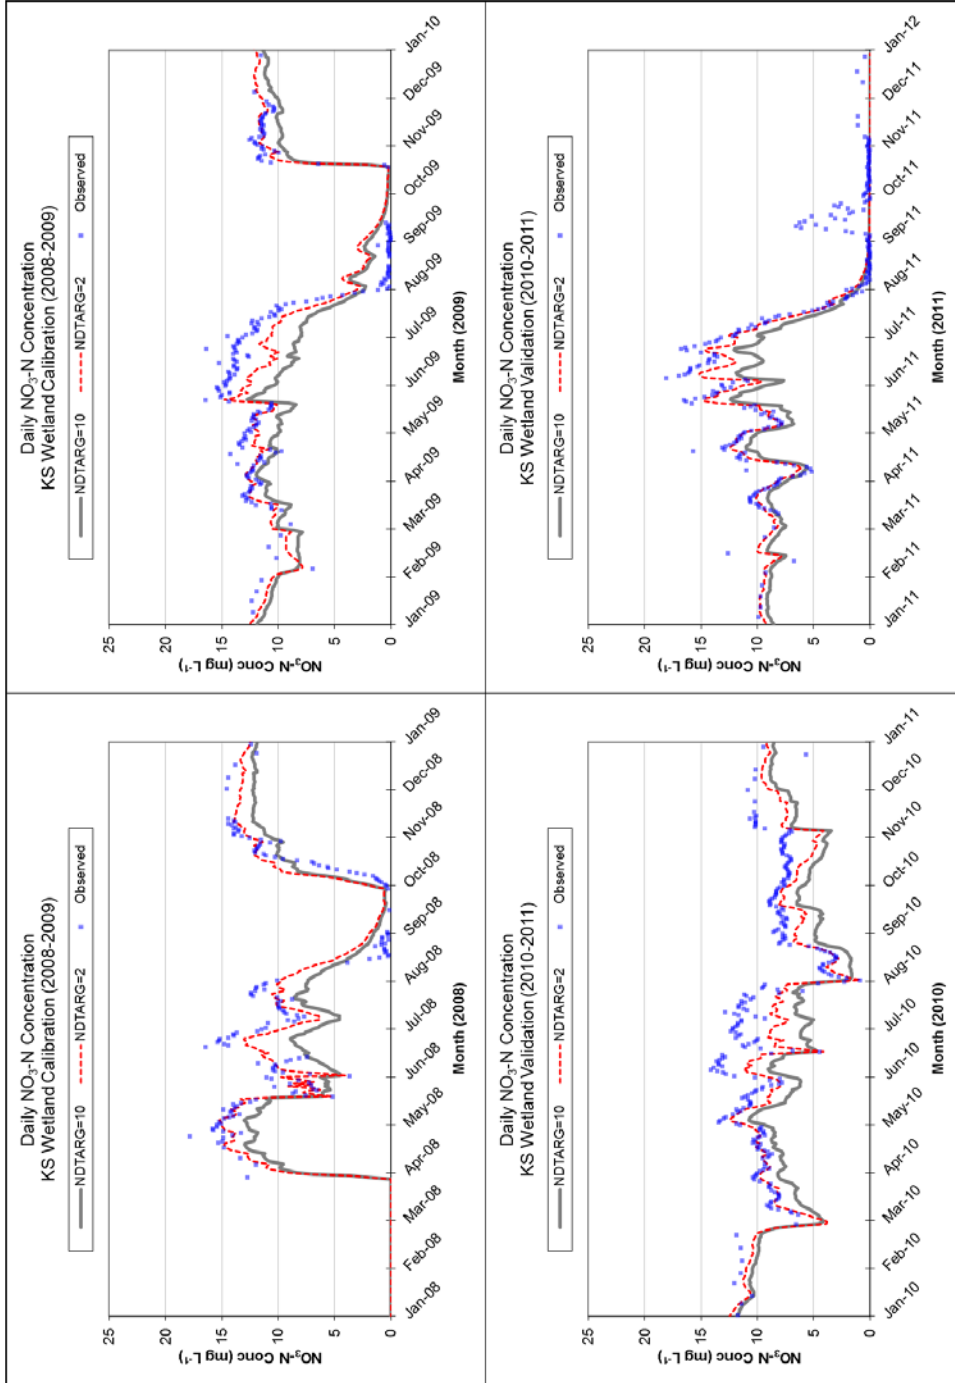 Daily NO₃-N Concentration
KS Wetland Calibration (2008-2009)
NDTARG=10 NDTARG=2 Observed
25
20
15
10
5
0
NO₃-N Conc (mg L⁻¹)
Jan-08 Feb-08 Mar-08 Apr-08 May-08 Jun-08 Jul-08 Aug-08 Sep-08 Oct-08 Nov-08 Dec-08 Jan-09
Month (2008)
Daily NO₃-N Concentration
KS Wetland Calibration (2008-2009)
NDTARG=10 NDTARG=2 Observed
25
20
15
10
5
0
NO₃-N Conc (mg L⁻¹)
Jan-09 Feb-09 Mar-09 Apr-09 May-09 Jun-09 Jul-09 Aug-09 Sep-09 Oct-09 Nov-09 Dec-09 Jan-10
Month (2009)
Daily NO₃-N Concentration
KS Wetland Validation (2010-2011)
NDTARG=10 NDTARG=2 Observed
25
20
15
10
5
0
NO₃-N Conc (mg L⁻¹)
Jan-10 Feb-10 Mar-10 Apr-10 May-10 Jun-10 Jul-10 Aug-10 Sep-10 Oct-10 Nov-10 Dec-10 Jan-11
Month (2010)
Daily NO₃-N Concentration
KS Wetland Validation (2010-2011)
NDTARG=10 NDTARG=2 Observed
25
20
15
10
5
0
NO₃-N Conc (mg L⁻¹)
Jan-11 Feb-11 Mar-11 Apr-11 May-11 Jun-11 Jul-11 Aug-11 Sep-11 Oct-11 Nov-11 Dec-11 Jan-12
Month (2011)